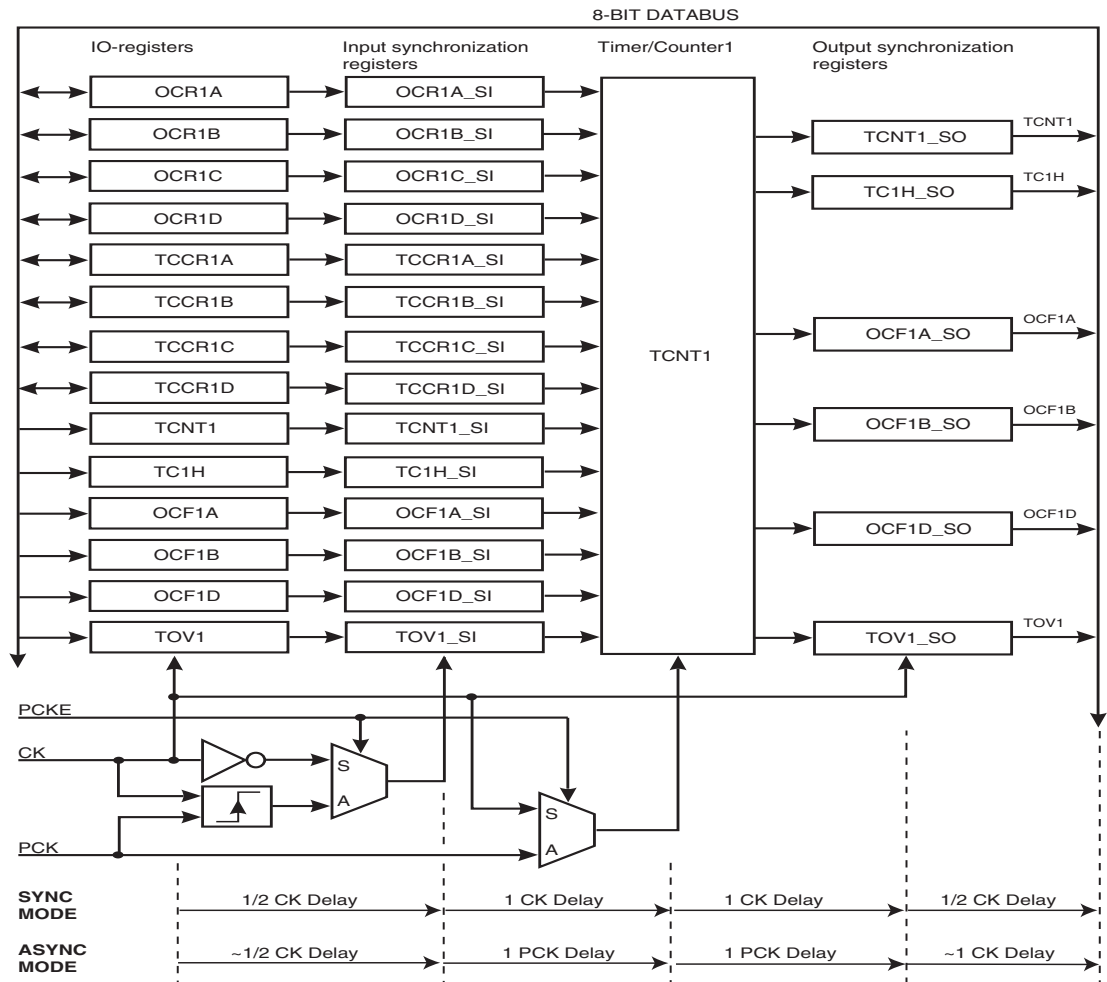 8-BIT DATABUS
IO-registers
Input synchronization
registers
Timer/Counter1
Output synchronization
registers
OCR1A
OCR1A_SI
OCR1B
OCR1B_SI
TCNT1_SO
TCNT1
OCR1C
OCR1C_SI
TC1H_SO
TC1H
OCR1D
OCR1D_SI
TCCR1A
TCCR1A_SI
TCCR1B
TCCR1B_SI
OCF1A_SO
OCF1A
TCCR1C
TCCR1C_SI
TCNT1
TCCR1D
TCCR1D_SI
TCNT1
TCNT1_SI
OCF1B_SO
OCF1B
TC1H
TC1H_SI
OCF1A
OCF1A_SI
OCF1D_SO
OCF1D
OCF1B
OCF1B_SI
OCF1D
OCF1D_SI
TOV1
TOV1_SI
TOV1_SO
TOV1
PCKE
CK
S
A
S
A
PCK
SYNC
MODE
1/2 CK Delay
1 CK Delay
1 CK Delay
1/2 CK Delay
ASYNC
MODE
~1/2 CK Delay
1 PCK Delay
1 PCK Delay
~1 CK Delay